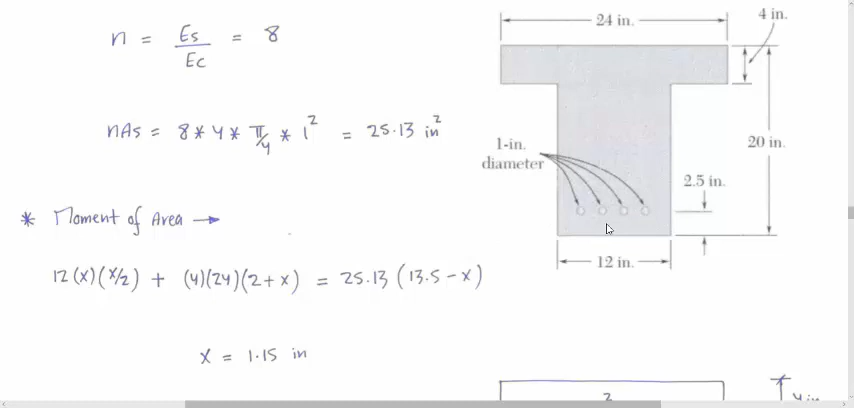 n = Es/Ec = 8
nAs = 8 * 4 * π/4 * 1² = 25.13 in²
* Moment of Area →
12(x)(x/2) + (4)(24)(2+x) = 25.13(13.5-x)
x = 1.15 in
24 in.
4 in.
1-in.
diameter
20 in.
2.5 in.
12 in.